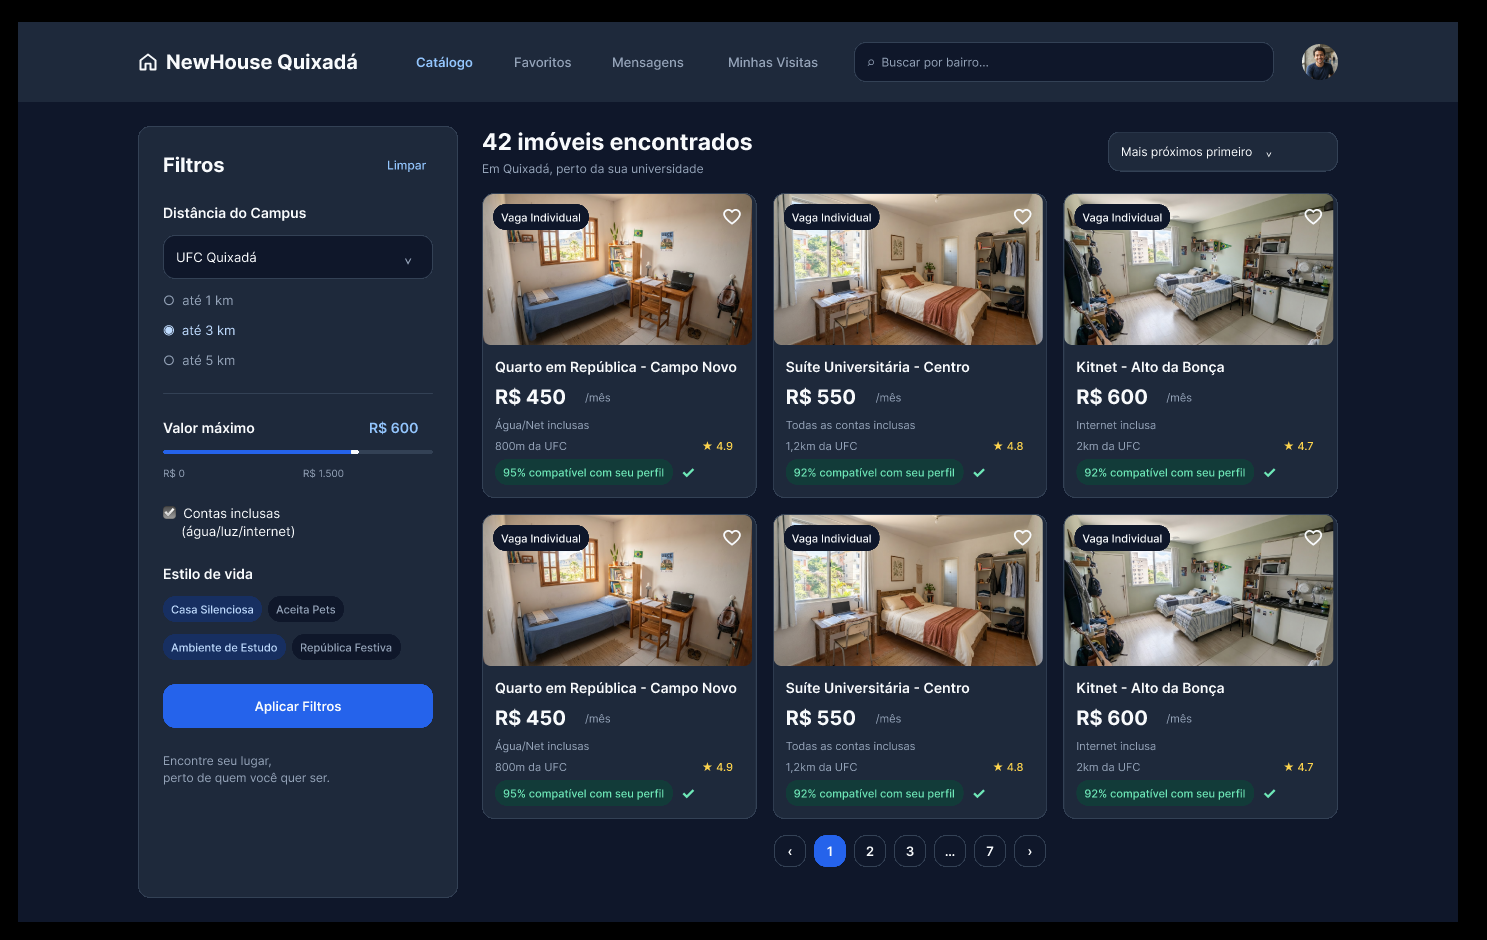 NewHouse Quixadá
Catálogo
Favoritos
Mensagens
Minhas Visitas
Buscar por bairro...
Filtros
Limpar
Distância do Campus
UFC Quixadá
até 1 km
até 3 km
até 5 km
Valor máximo
R$ 600
R$ 0
R$ 1.500
Contas inclusas
(água/luz/internet)
Estilo de vida
Casa Silenciosa
Aceita Pets
Ambiente de Estudo
República Festiva
Aplicar Filtros
Encontre seu lugar,
perto de quem você quer ser.
42 imóveis encontrados
Em Quixadá, perto da sua universidade
Mais próximos primeiro
Vaga Individual
Quarto em República - Campo Novo
R$ 450 /mês
Água/Net inclusas
800m da UFC
★ 4.9
95% compatível com seu perfil
Vaga Individual
Suíte Universitária - Centro
R$ 550 /mês
Todas as contas inclusas
1,2km da UFC
★ 4.8
92% compatível com seu perfil
Vaga Individual
Kitnet - Alto da Bonça
R$ 600 /mês
Internet inclusa
2km da UFC
★ 4.7
92% compatível com seu perfil
Vaga Individual
Quarto em República - Campo Novo
R$ 450 /mês
Água/Net inclusas
800m da UFC
★ 4.9
95% compatível com seu perfil
Vaga Individual
Suíte Universitária - Centro
R$ 550 /mês
Todas as contas inclusas
1,2km da UFC
★ 4.8
92% compatível com seu perfil
Vaga Individual
Kitnet - Alto da Bonça
R$ 600 /mês
Internet inclusa
2km da UFC
★ 4.7
92% compatível com seu perfil
‹ 1 2 3 ... 7 ›